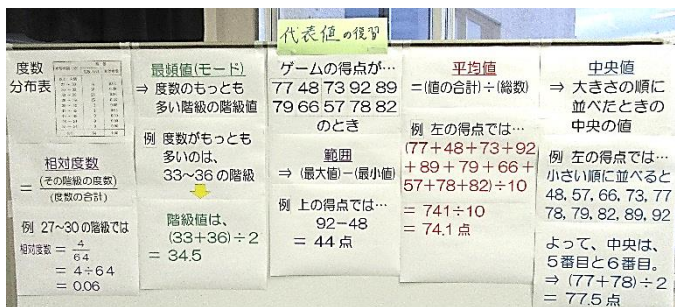 代表値の復習
度数
分布表
相対度数
= (その階級の度数)
(度数の合計)
例 27～30の階級では
相対度数 = 4
64
= 4÷64
= 0.06
最頻値(モード)
⇒ 度数のもっとも
多い階級の階級値
例 度数がもっとも
多いのは、
33～36の階級
階級値は、
(33+36)÷2
= 34.5
ゲームの得点が…
77 48 73 92 89
79 66 57 78 82
のとき
範囲
⇒ (最大値)－(最小値)
例 上の得点では…
92－48
= 44 点
平均値
=(値の合計)÷(総数)
例 左の得点では…
(77+48+73+92
+89+79+66+
57+78+82)÷10
= 741÷10
= 74.1 点
中央値
⇒ 大きさの順に
並べたときの
中央の値
例 左の得点では…
小さい順に並べると
48, 57, 66, 73, 77
78, 79, 82, 89, 92
よって、中央は、
5番目と6番目。
⇒ (77+78)÷2
= 77.5 点